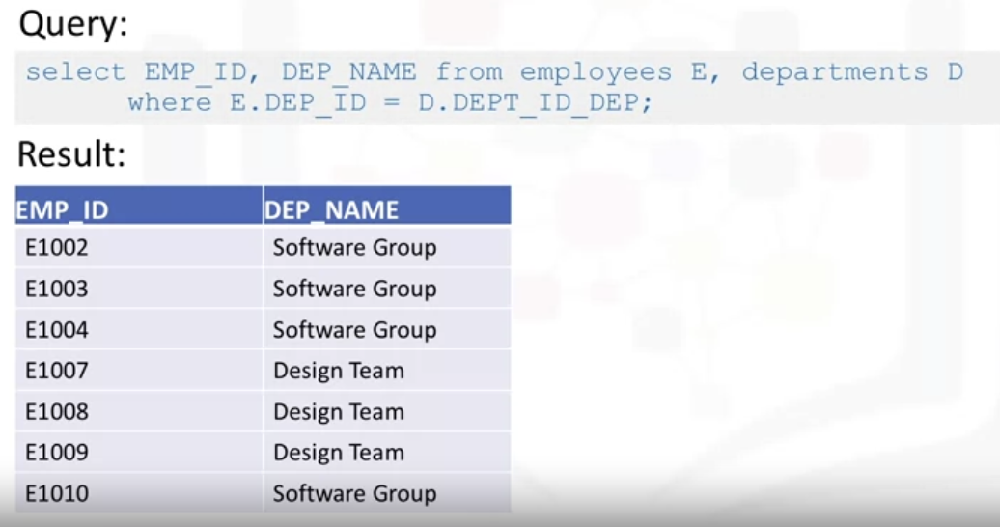 Query:
select EMP_ID, DEP_NAME from employees E, departments D
where E.DEP_ID = D.DEPT_ID_DEP;
Result:
EMP_ID DEP_NAME
E1002 Software Group
E1003 Software Group
E1004 Software Group
E1007 Design Team
E1008 Design Team
E1009 Design Team
E1010 Software Group